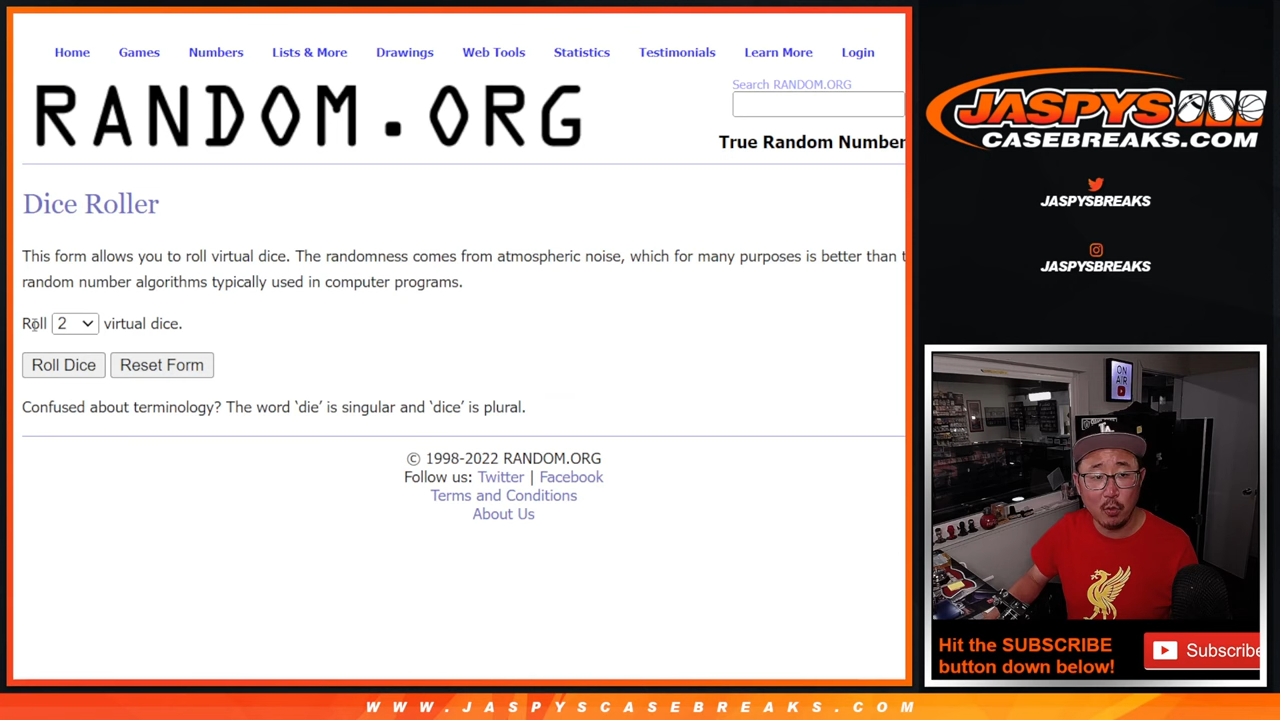 Home Games Numbers Lists & More Drawings Web Tools Statistics Testimonials Learn More Login
RANDOM.ORG
Search RANDOM.ORG
True Random Number
Dice Roller
This form allows you to roll virtual dice. The randomness comes from atmospheric noise, which for many purposes is better than t
random number algorithms typically used in computer programs.
Roll 2 virtual dice.
Roll Dice Reset Form
Confused about terminology? The word ‘die’ is singular and ‘dice’ is plural.
© 1998-2022 RANDOM.ORG
Follow us: Twitter | Facebook
Terms and Conditions
About Us
JASPYS
CASEBREAKS.COM
JASPYSBREAKS
JASPYSBREAKS
ON
AIR
LA
Hit the SUBSCRIBE
button down below!
Subscribe
WWW.JASPYSCASEBREAKS.COM